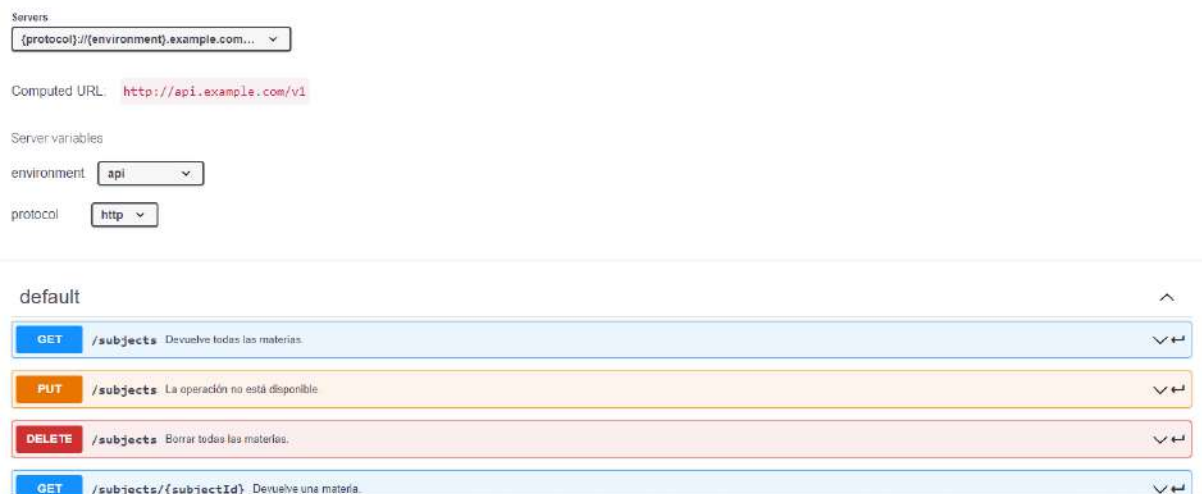 Servers
{protocol}://{environment}.example.com...
Computed URL: http://api.example.com/v1
Server variables
environment api
protocol http
default
GET /subjects Devuelve todas las materias.
PUT /subjects La operación no está disponible
DELETE /subjects Borrar todas las materias.
GET /subjects/{subjectId} Devuelve una materia.